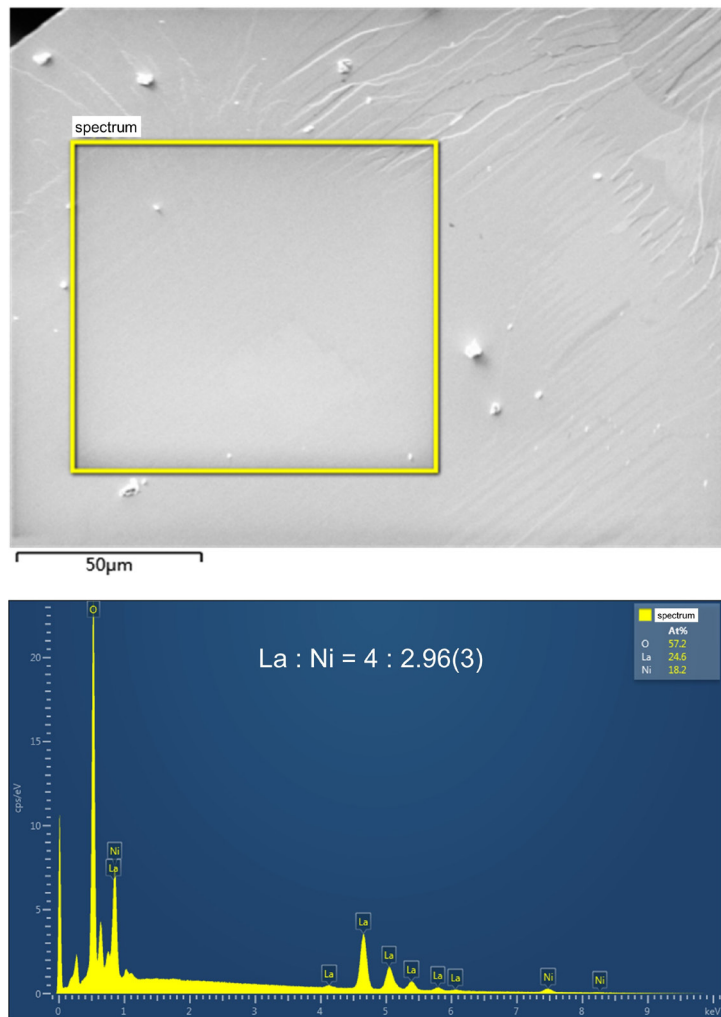 spectrum
50µm
La : Ni = 4 : 2.96(3)
spectrum
At%
O 57.2
La 24.6
Ni 18.2
cps/eV
20
15
10
5
0
O
Ni
La
La
La
La
La
La
La
Ni
Ni
0 1 2 3 4 5 6 7 8 9 keV